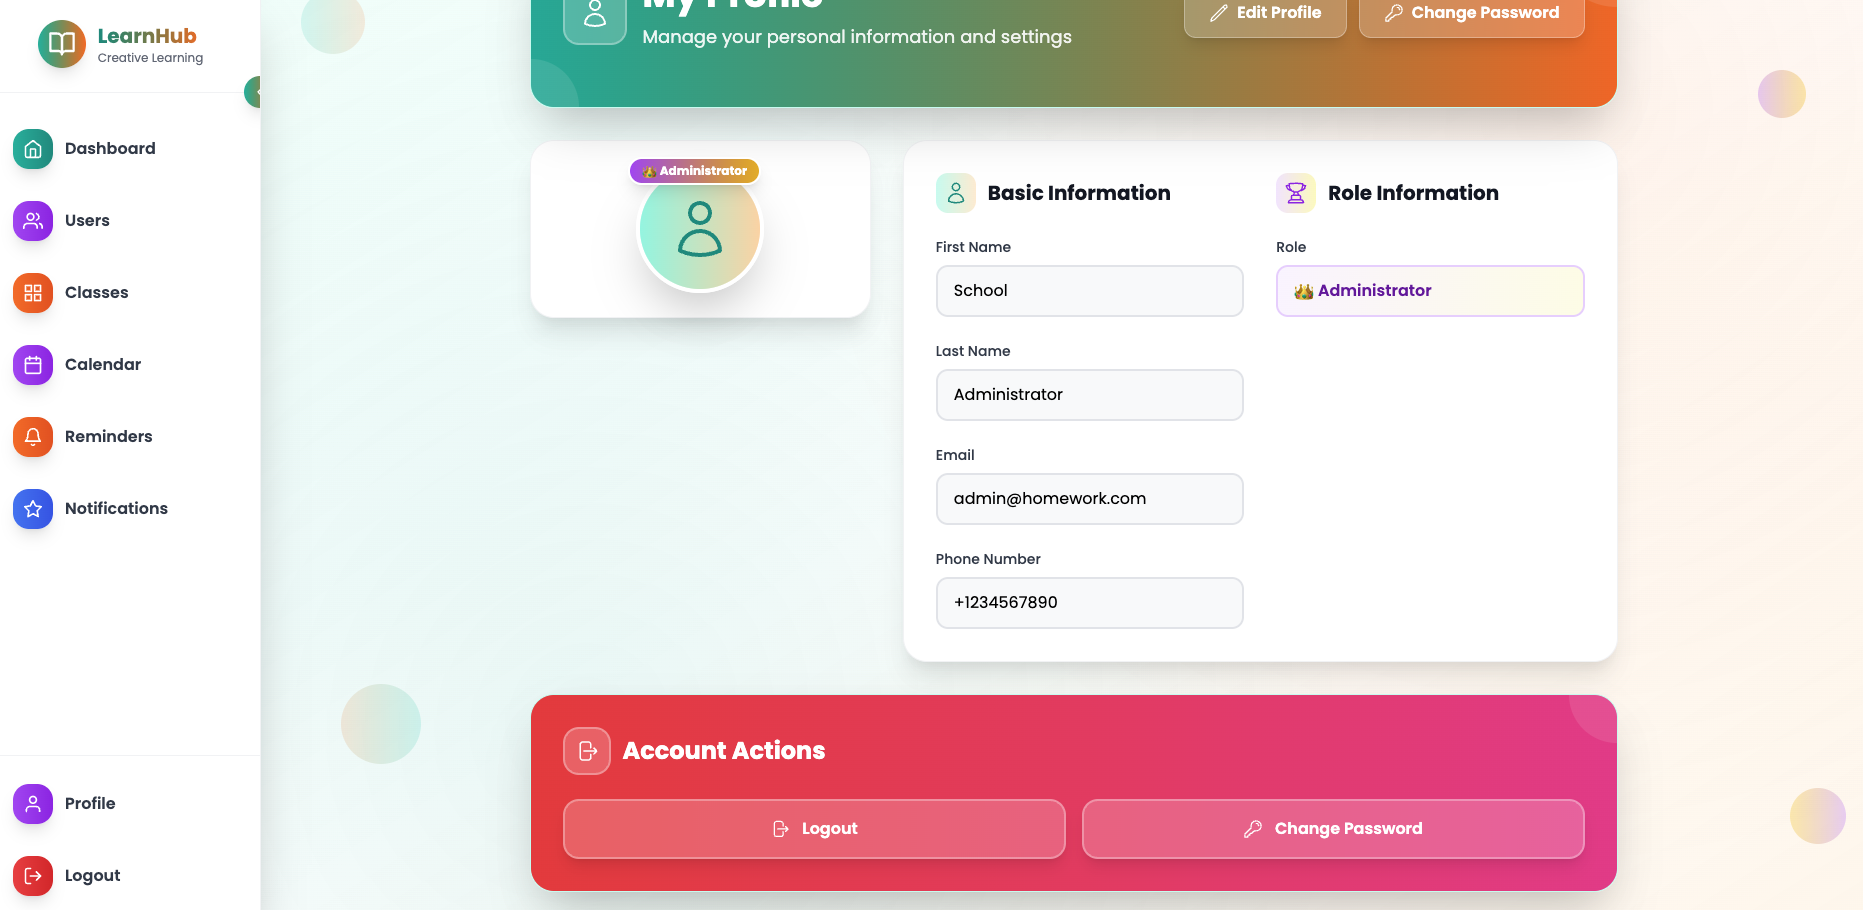 LearnHub
Creative Learning
Dashboard
Users
Classes
Calendar
Reminders
Notifications
Profile
Logout
My Profile
Manage your personal information and settings
Edit Profile
Change Password
Administrator
Basic Information
First Name
School
Last Name
Administrator
Email
admin@homework.com
Phone Number
+1234567890
Role Information
Role
Administrator
Account Actions
Logout
Change Password